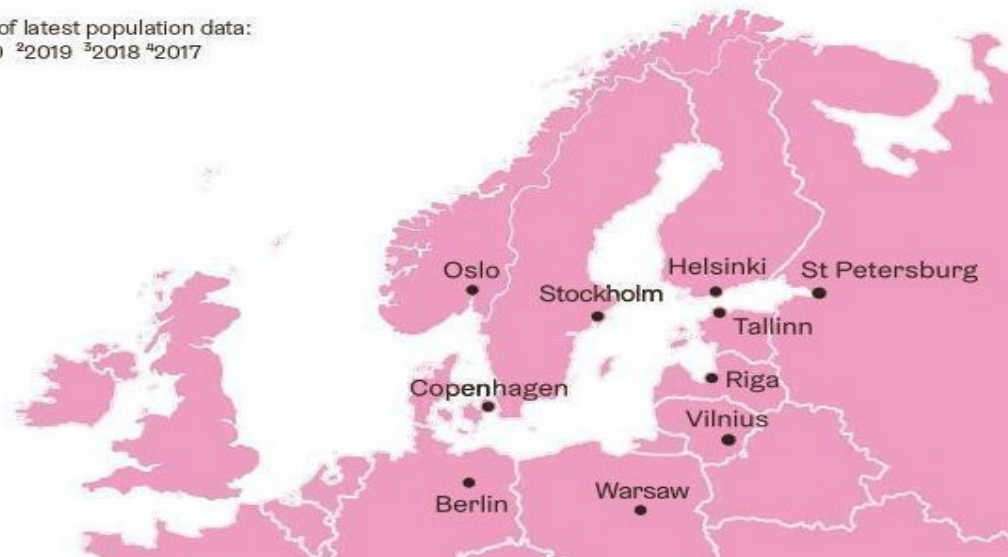 of latest population data:
²2019 ³2018 ⁴2017
Oslo
Helsinki
St Petersburg
Stockholm
Tallinn
Copenhagen
Riga
Vilnius
Berlin
Warsaw